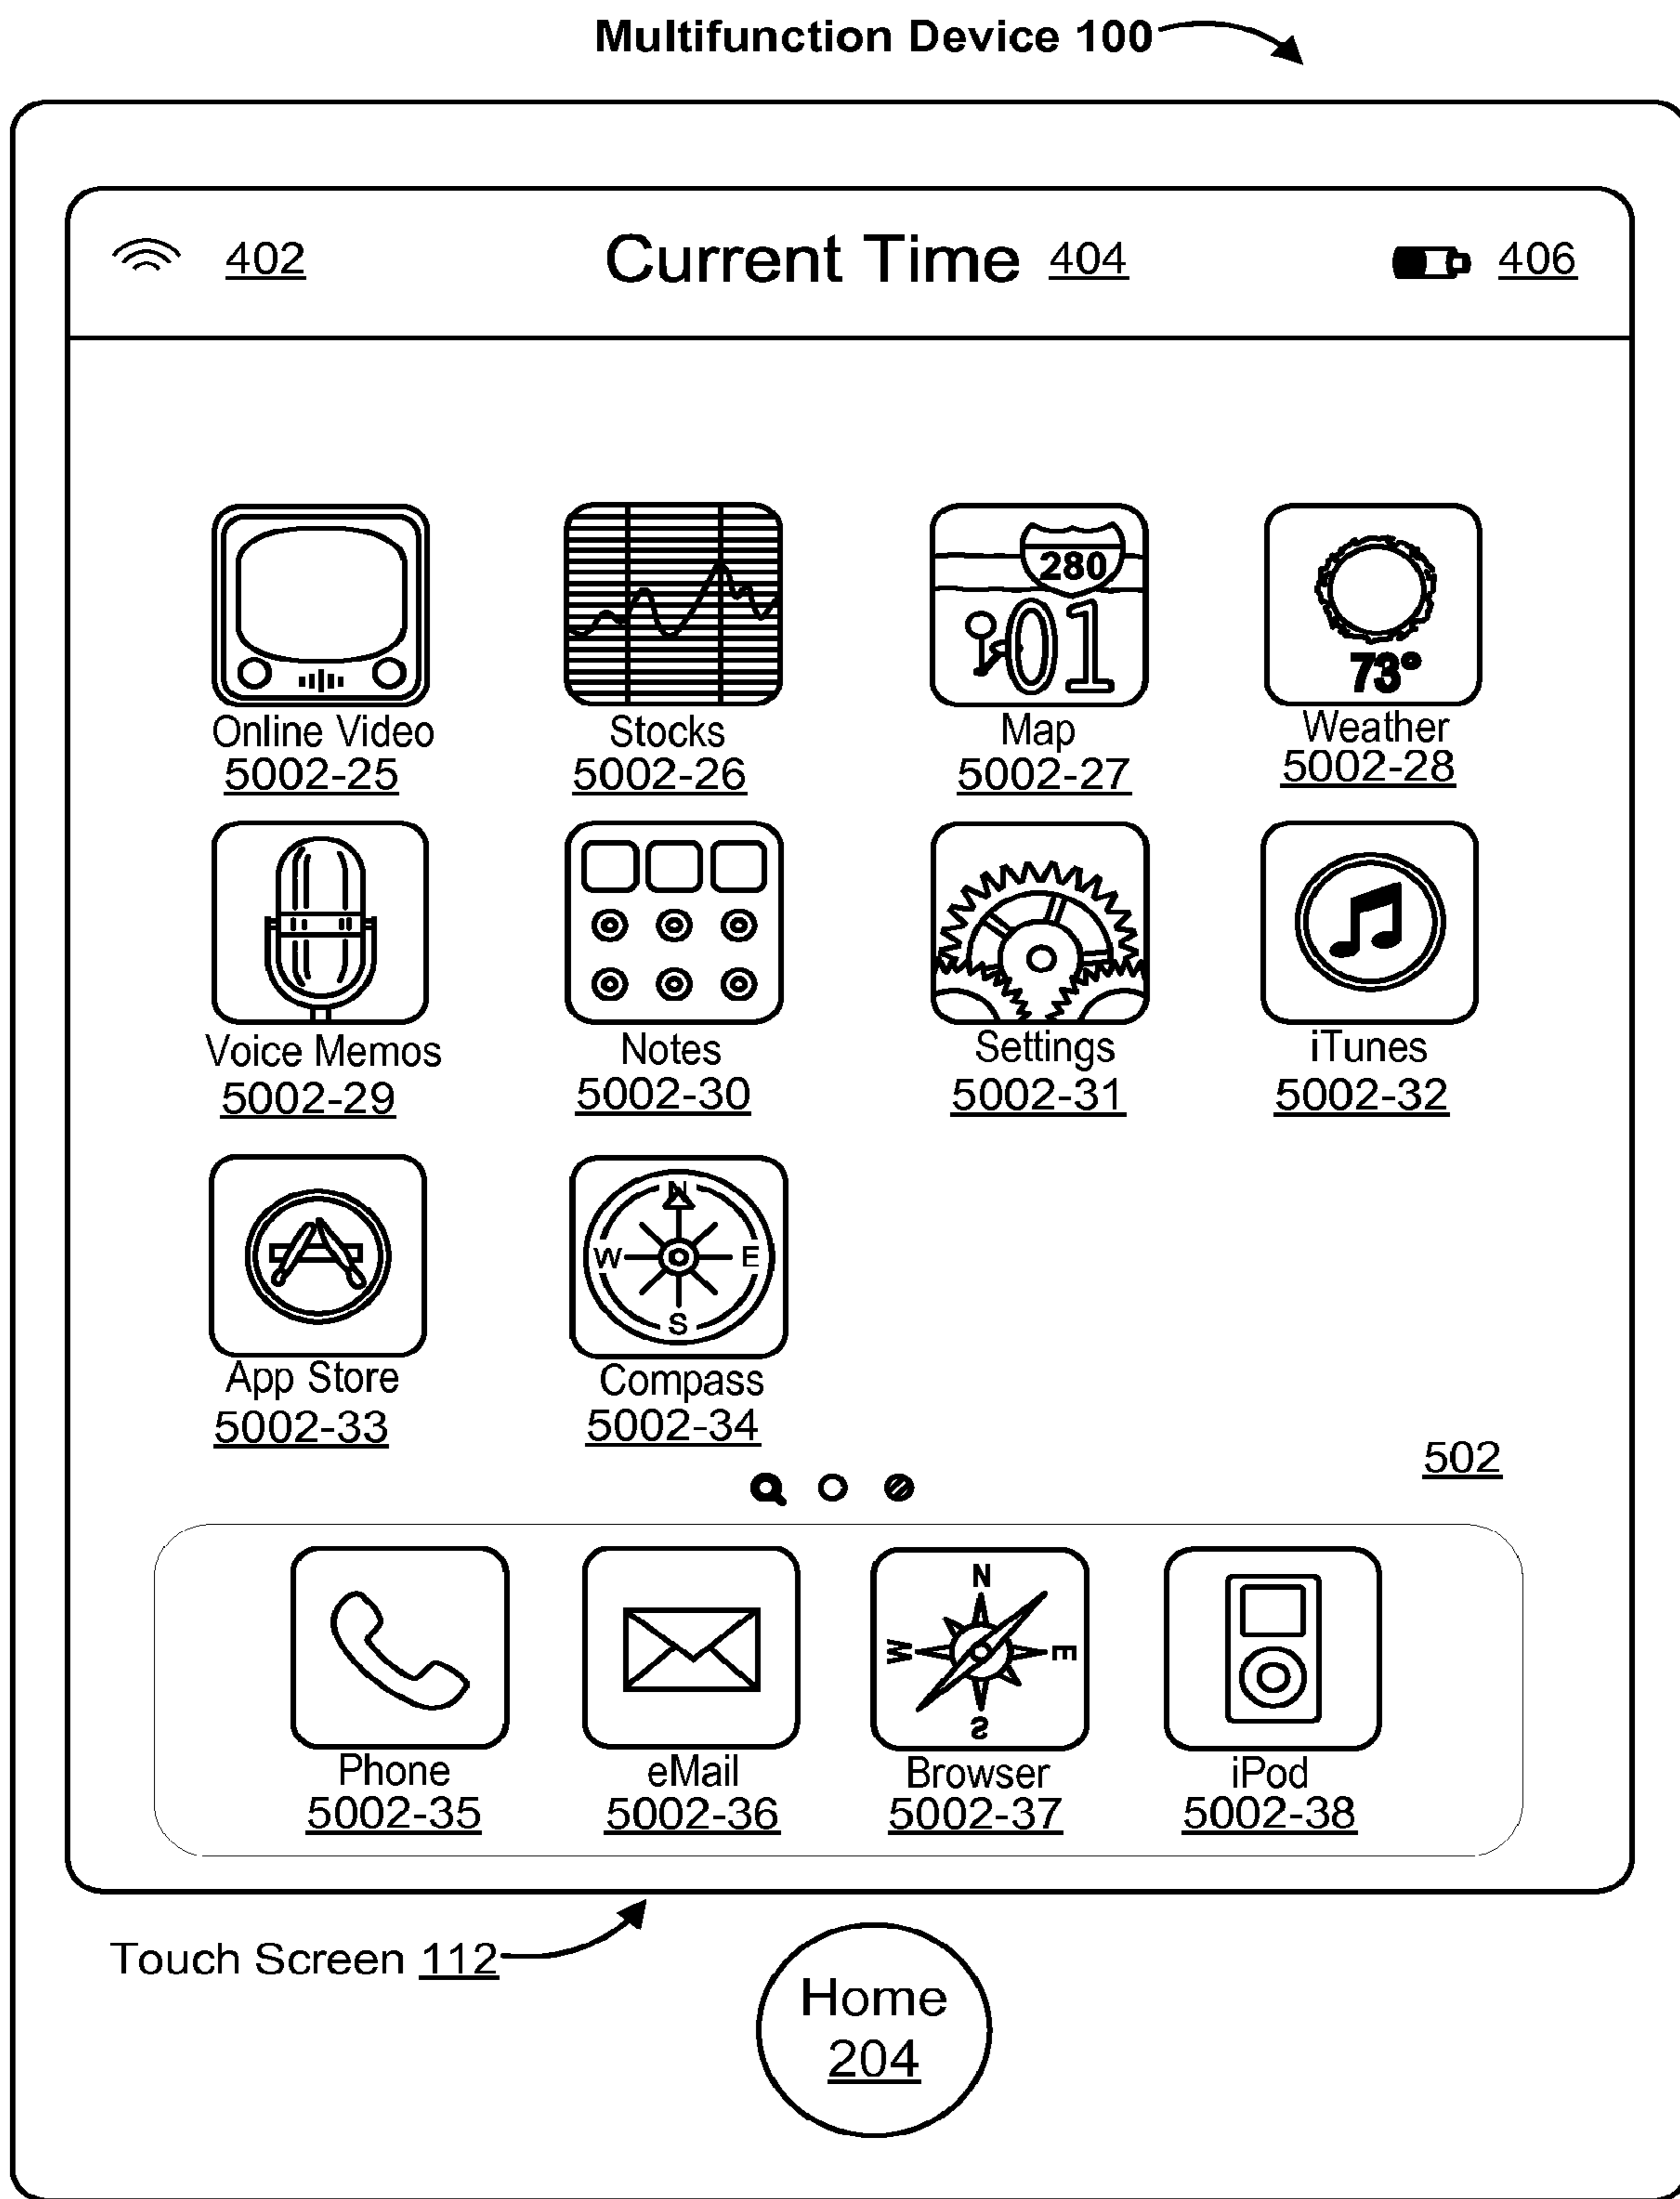 Multifunction Device 100
402 Current Time 404 406
280
01
73°
Online Video Stocks Map Weather
5002-25 5002-26 5002-27 5002-28
Voice Memos Notes Settings iTunes
5002-29 5002-30 5002-31 5002-32
N
W E
S
App Store Compass
5002-33 5002-34
502
N
W E
S
Phone eMail Browser iPod
5002-35 5002-36 5002-37 5002-38
Touch Screen 112
Home
204